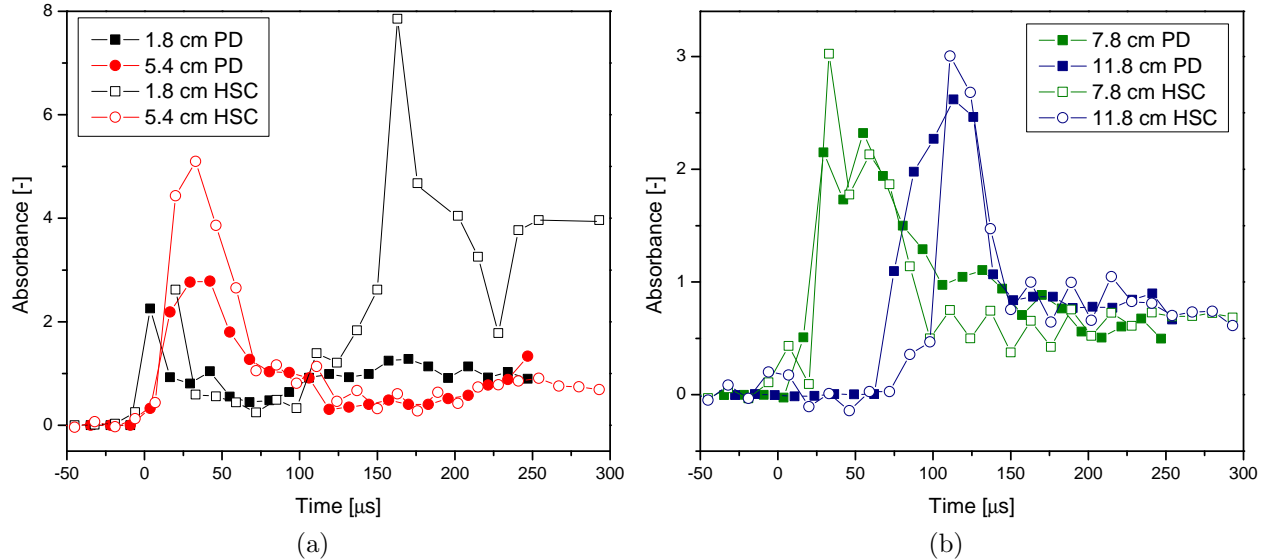 8
6
4
2
0
Absorbance [-]
1.8 cm PD
5.4 cm PD
1.8 cm HSC
5.4 cm HSC
-50 0 50 100 150 200 250 300
Time [μs]
(a)
3
2
1
0
Absorbance [-]
7.8 cm PD
11.8 cm PD
7.8 cm HSC
11.8 cm HSC
-50 0 50 100 150 200 250 300
Time [μs]
(b)